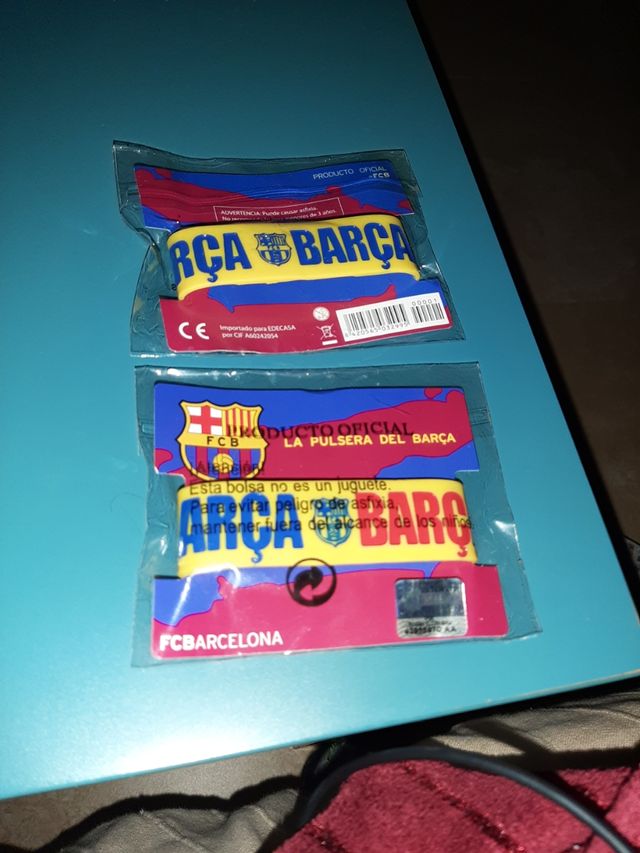 PRODUCTO OFICIAL
FCB
ADVERTENCIA: Puede causar asfixia.
RÇA BARÇA
CE
Importado para EDECASA
por CIF A60242054
00001
8420565032995
PRODUCTO OFICIAL
FCB
LA PULSERA DEL BARÇA
¡Atención!
Esta bolsa no es un juguete.
Para evitar peligro de asfixia,
mantener fuera del alcance de los niños.
ARÇA BARÇ
FCBARCELONA